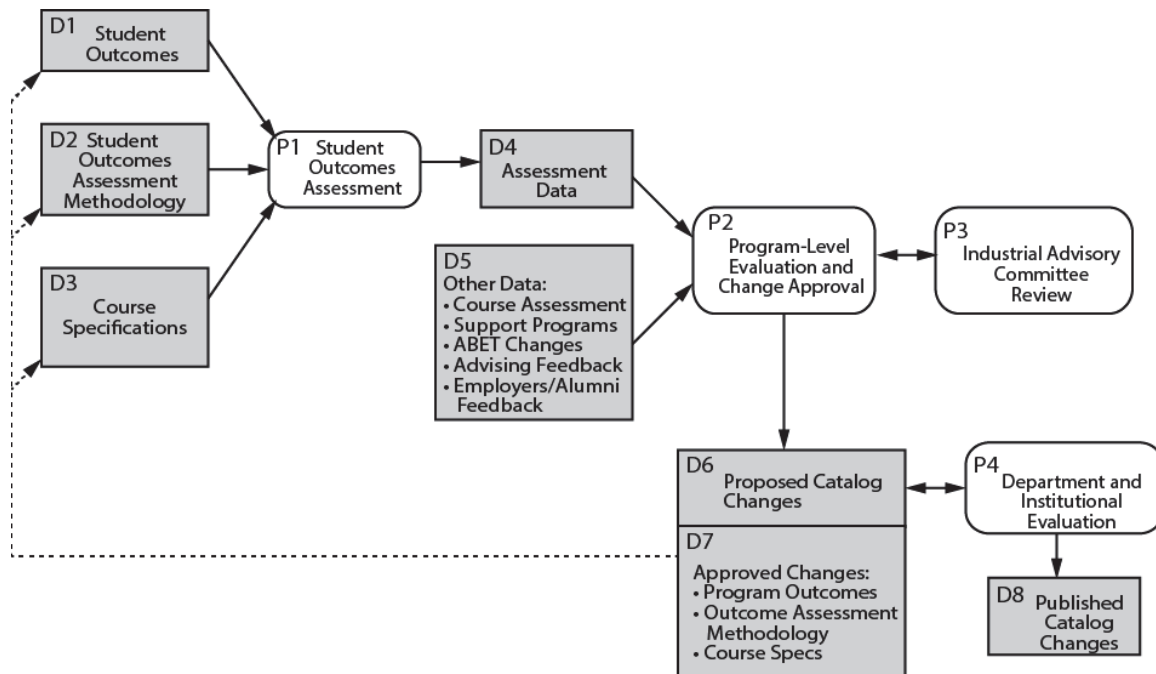 D1 Student
Outcomes
D2 Student
Outcomes
Assessment
Methodology
D3
Course
Specifications
P1 Student
Outcomes
Assessment
D4
Assessment
Data
D5
Other Data:
• Course Assessment
• Support Programs
• ABET Changes
• Advising Feedback
• Employers/Alumni
Feedback
P2
Program-Level
Evaluation and
Change Approval
P3
Industrial Advisory
Committee
Review
D6
Proposed Catalog
Changes
D7
Approved Changes:
• Program Outcomes
• Outcome Assessment
Methodology
• Course Specs
P4
Department and
Institutional
Evaluation
D8 Published
Catalog
Changes